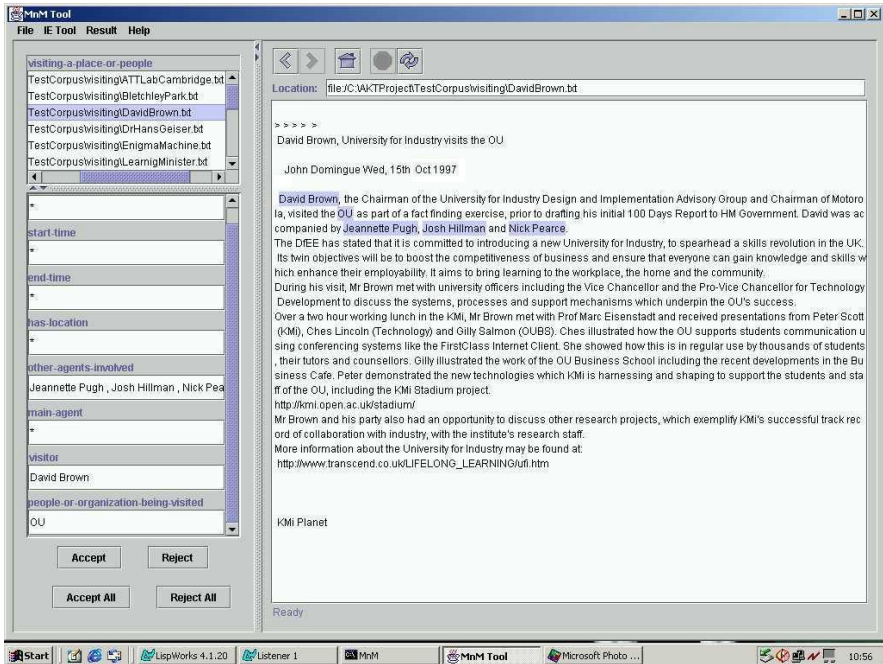 MnM Tool
File IE Tool Result Help
visiting-a-place-or-people
TestCorpus\visiting\ATTLabCambridge.txt
TestCorpus\visiting\BletchleyPark.txt
TestCorpus\visiting\DavidBrown.txt
TestCorpus\visiting\DrHansGeiser.txt
TestCorpus\visiting\EnigmaMachine.txt
TestCorpus\visiting\LearnigMinister.txt
*
start-time
*
end-time
*
has-location
*
other-agents-involved
Jeannette Pugh , Josh Hillman , Nick Pea
main-agent
*
visitor
David Brown
people-or-organization-being-visited
OU
Accept Reject
Accept All Reject All
Location: file:/C:\AKTProject\TestCorpus\visiting\DavidBrown.txt
> > > > >
David Brown, University for Industry visits the OU
John Domingue Wed, 15th Oct 1997
David Brown, the Chairman of the University for Industry Design and Implementation Advisory Group and Chairman of Motoro
la, visited the OU as part of a fact finding exercise, prior to drafting his initial 100 Days Report to HM Government. David was ac
companied by Jeannette Pugh, Josh Hillman and Nick Pearce.
The DfEE has stated that it is committed to introducing a new University for Industry, to spearhead a skills revolution in the UK.
Its twin objectives will be to boost the competitiveness of business and ensure that everyone can gain knowledge and skills w
hich enhance their employability. It aims to bring learning to the workplace, the home and the community.
During his visit, Mr Brown met with university officers including the Vice Chancellor and the Pro-Vice Chancellor for Technology
Development to discuss the systems, processes and support mechanisms which underpin the OU's success.
Over a two hour working lunch in the KMi, Mr Brown met with Prof Marc Eisenstadt and received presentations from Peter Scott
(KMi), Ches Lincoln (Technology) and Gilly Salmon (OUBS). Ches illustrated how the OU supports students communication u
sing conferencing systems like the FirstClass Internet Client. She showed how this is in regular use by thousands of students
, their tutors and counsellors. Gilly illustrated the work of the OU Business School including the recent developments in the Bu
siness Cafe. Peter demonstrated the new technologies which KMi is harnessing and shaping to support the students and sta
ff of the OU, including the KMi Stadium project.
http://kmi.open.ac.uk/stadium/
Mr Brown and his party also had an opportunity to discuss other research projects, which exemplify KMi's successful track rec
ord of collaboration with industry, with the institute's research staff.
More information about the University for Industry may be found at:
http://www.transcend.co.uk/LIFELONG_LEARNING/ufi.htm
KMi Planet
Ready
Start LispWorks 4.1.20 Listener 1 MnM MnM Tool Microsoft Photo ... 10:56